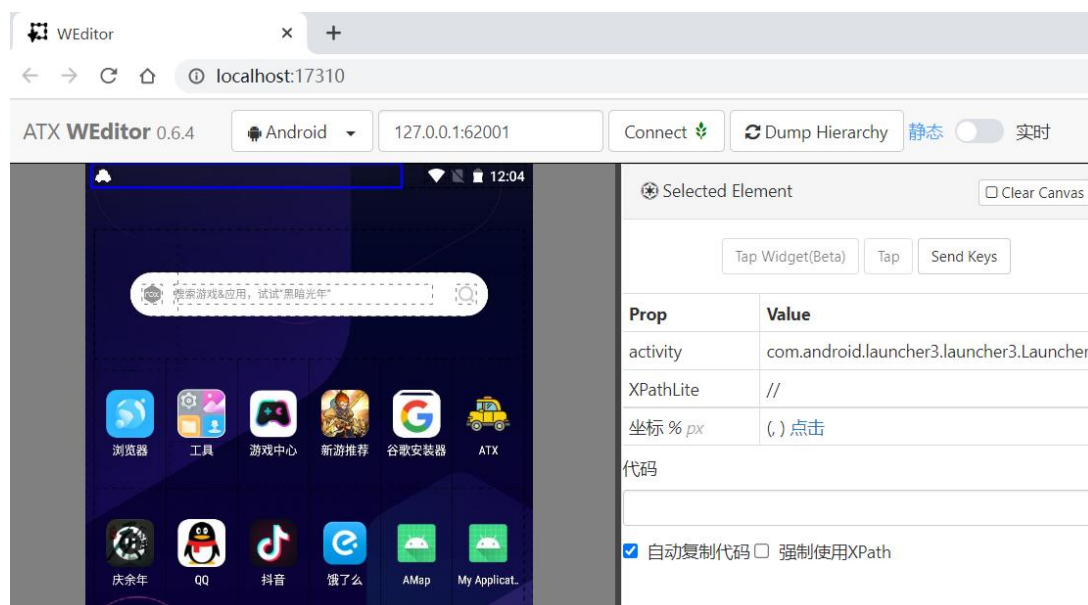 WEditor
localhost:17310
ATX WEditor 0.6.4 Android 127.0.0.1:62001 Connect Dump Hierarchy 静态 实时
12:04
Selected Element Clear Canvas
Tap Widget(Beta) Tap Send Keys
搜索游戏&应用，试试"黑暗光年"
Prop Value
activity com.android.launcher3.launcher3.Launcher
XPathLite //
坐标 % px (, ) 点击
浏览器 工具 游戏中心 新游推荐 谷歌安装器 ATX
代码
自动复制代码 强制使用XPath
庆余年 QQ 抖音 饿了么 AMap My Applicat..